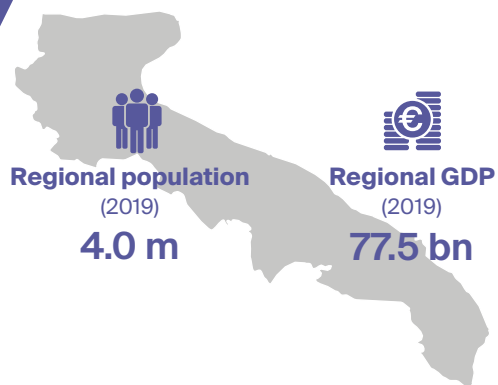 Regional population
(2019)
4.0 m
€
Regional GDP
(2019)
77.5 bn